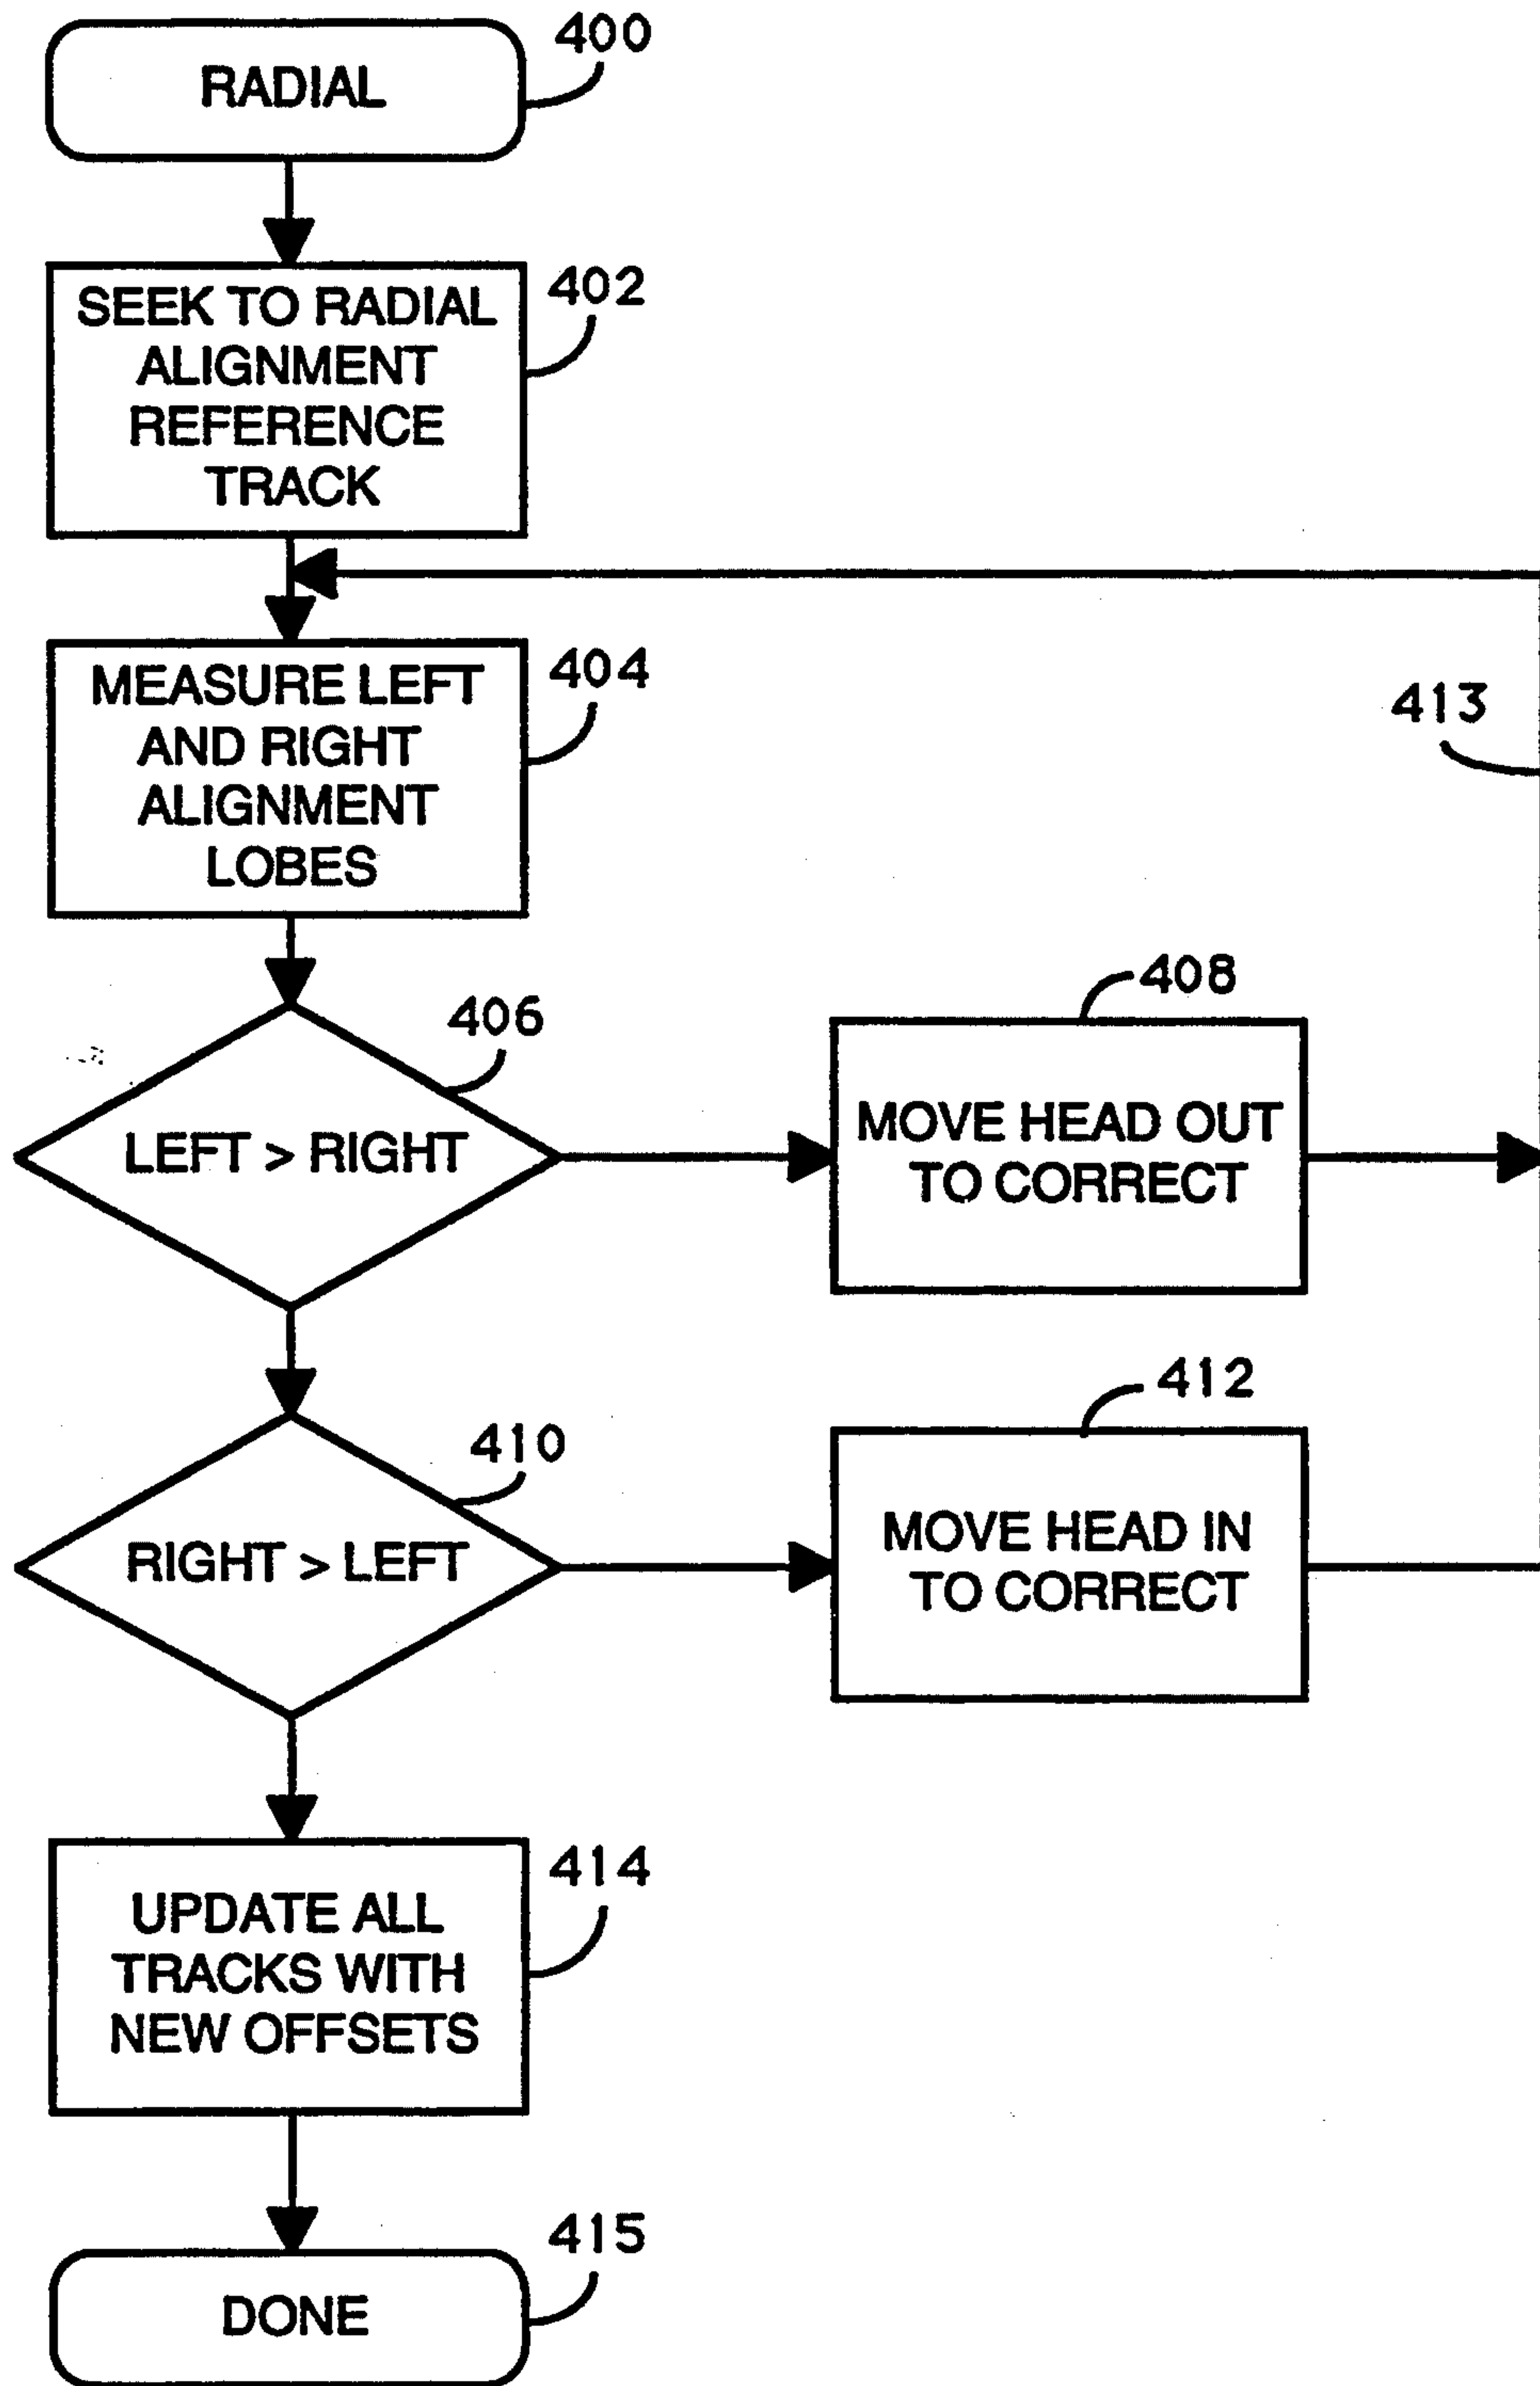 400
RADIAL
402
SEEK TO RADIAL
ALIGNMENT
REFERENCE
TRACK
404
MEASURE LEFT
AND RIGHT
ALIGNMENT
LOBES
413
406
LEFT > RIGHT
408
MOVE HEAD OUT
TO CORRECT
410
RIGHT > LEFT
412
MOVE HEAD IN
TO CORRECT
414
UPDATE ALL
TRACKS WITH
NEW OFFSETS
415
DONE